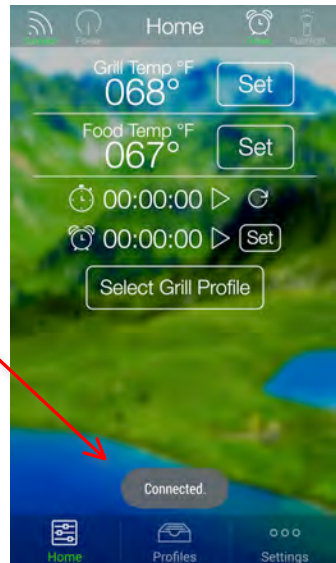 Home
Power
Grill Temp °F
068°
Set
Food Temp °F
067°
Set
00:00:00
00:00:00
Set
Select Grill Profile
Connected.
Home
Profiles
Settings